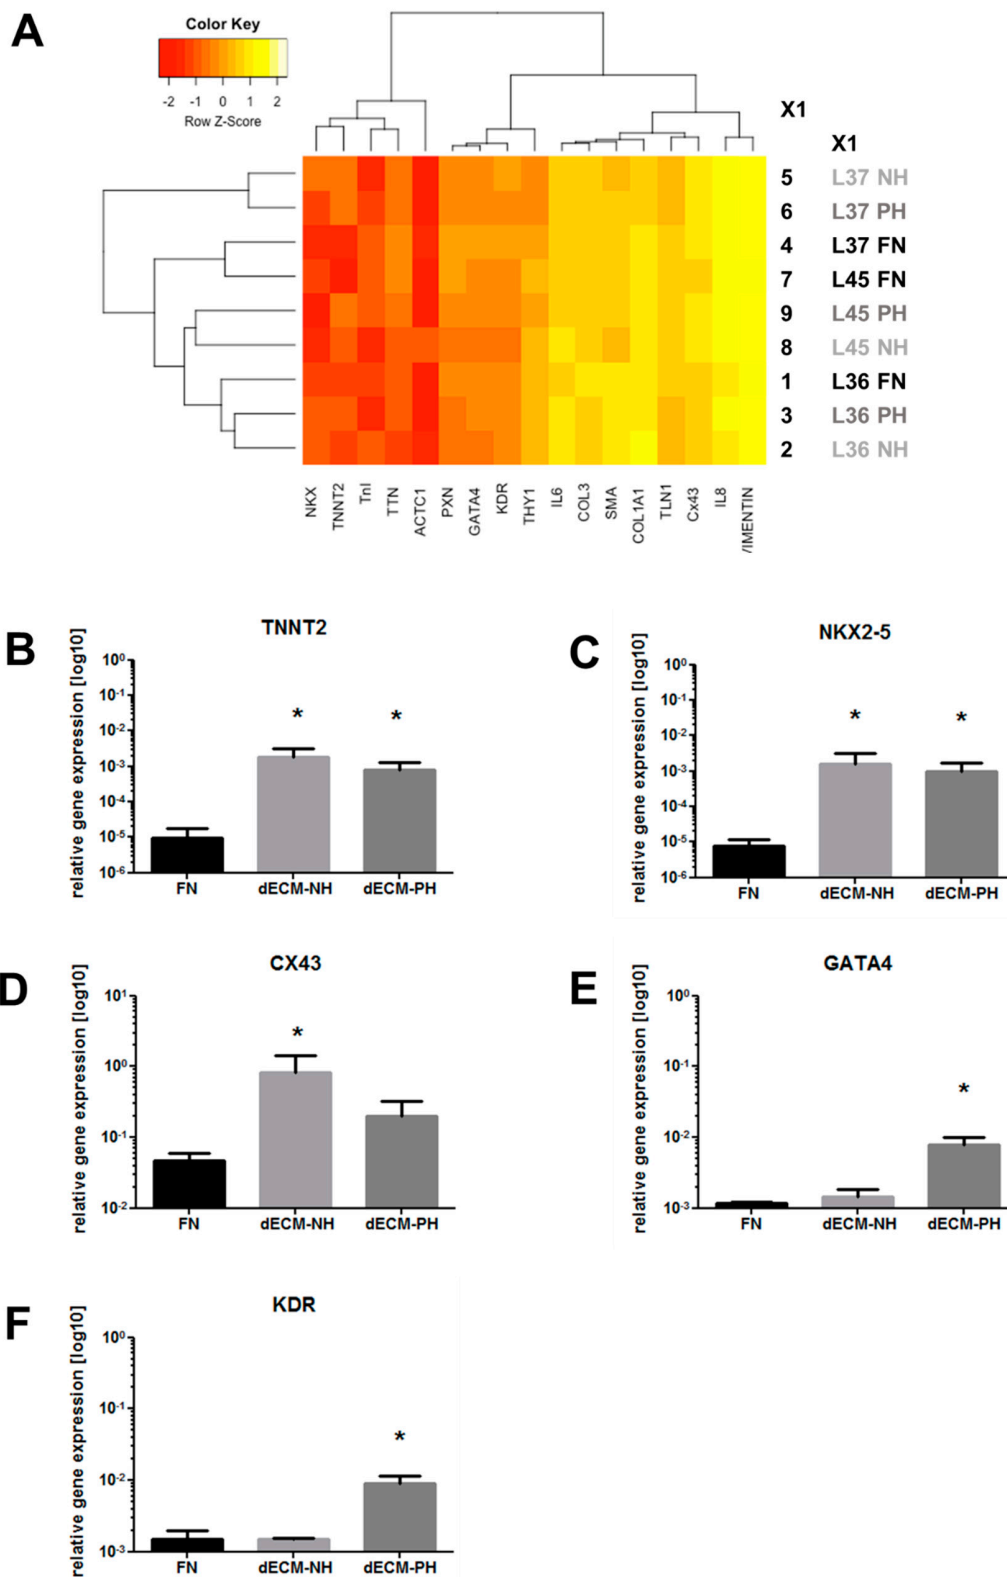 A
Color Key
-2 -1 0 1 2
Row Z-Score
X1
X1
5 L37 NH
6 L37 PH
4 L37 FN
7 L45 FN
9 L45 PH
8 L45 NH
1 L36 FN
3 L36 PH
2 L36 NH
NKX TNNT2 TnI TTN ACTC1 PXN GATA4 KDR THY1 IL6 COL3 SMA COL1A1 TLN1 Cx43 IL8 /IMENTIN
B
TNNT2
relative gene expression [log10]
10⁰
10⁻¹
10⁻²
10⁻³
10⁻⁴
10⁻⁵
10⁻⁶
* *
FN dECM-NH dECM-PH
C
NKX2-5
relative gene expression [log10]
10⁰
10⁻¹
10⁻²
10⁻³
10⁻⁴
10⁻⁵
10⁻⁶
* *
FN dECM-NH dECM-PH
D
CX43
relative gene expression [log10]
10¹
10⁰
10⁻¹
10⁻²
*
FN dECM-NH dECM-PH
E
GATA4
relative gene expression [log10]
10⁰
10⁻¹
10⁻²
10⁻³
*
FN dECM-NH dECM-PH
F
KDR
relative gene expression [log10]
10⁰
10⁻¹
10⁻²
10⁻³
*
FN dECM-NH dECM-PH